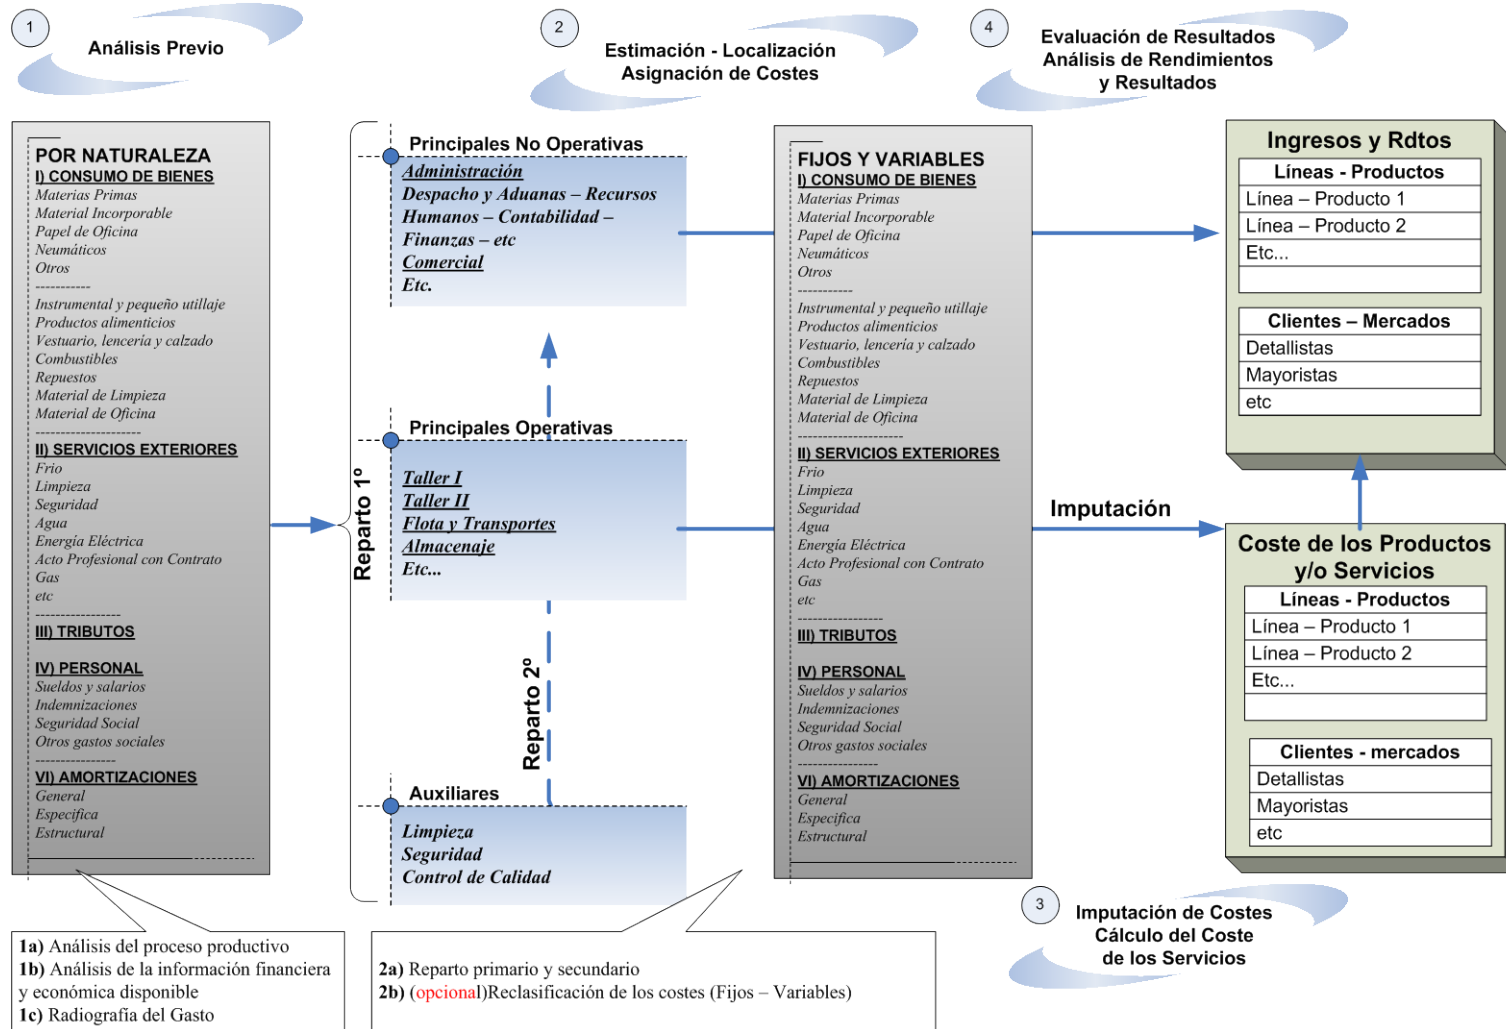 1
Análisis Previo
2
Estimación - Localización
Asignación de Costes
4
Evaluación de Resultados
Análisis de Rendimientos
y Resultados
POR NATURALEZA
I) CONSUMO DE BIENES
Materias Primas
Material Incorporable
Papel de Oficina
Neumáticos
Otros
-----------
Instrumental y pequeño utillaje
Productos alimenticios
Vestuario, lencería y calzado
Combustibles
Repuestos
Material de Limpieza
Material de Oficina
---------------------
II) SERVICIOS EXTERIORES
Frio
Limpieza
Seguridad
Agua
Energía Eléctrica
Acto Profesional con Contrato
Gas
etc
-----------------
III) TRIBUTOS
IV) PERSONAL
Sueldos y salarios
Indemnizaciones
Seguridad Social
Otros gastos sociales
----------------
VI) AMORTIZACIONES
General
Especifica
Estructural
Reparto 1º
Principales No Operativas
Administración
Despacho y Aduanas – Recursos
Humanos – Contabilidad –
Finanzas – etc
Comercial
Etc.
Principales Operativas
Taller I
Taller II
Flota y Transportes
Almacenaje
Etc...
Reparto 2º
Auxiliares
Limpieza
Seguridad
Control de Calidad
FIJOS Y VARIABLES
I) CONSUMO DE BIENES
Materias Primas
Material Incorporable
Papel de Oficina
Neumáticos
Otros
-----------
Instrumental y pequeño utillaje
Productos alimenticios
Vestuario, lencería y calzado
Combustibles
Repuestos
Material de Limpieza
Material de Oficina
---------------------
II) SERVICIOS EXTERIORES
Frio
Limpieza
Seguridad
Agua
Energía Eléctrica
Acto Profesional con Contrato
Gas
etc
-----------------
III) TRIBUTOS
IV) PERSONAL
Sueldos y salarios
Indemnizaciones
Seguridad Social
Otros gastos sociales
----------------
VI) AMORTIZACIONES
General
Especifica
Estructural
Imputación
Ingresos y Rdtos
Líneas - Productos
Línea – Producto 1
Línea – Producto 2
Etc...
Clientes – Mercados
Detallistas
Mayoristas
etc
Coste de los Productos
y/o Servicios
Líneas - Productos
Línea – Producto 1
Línea – Producto 2
Etc...
Clientes - mercados
Detallistas
Mayoristas
etc
3
Imputación de Costes
Cálculo del Coste
de los Servicios
1a) Análisis del proceso productivo
1b) Análisis de la información financiera
y económica disponible
1c) Radiografía del Gasto
2a) Reparto primario y secundario
2b) (opcional)Reclasificación de los costes (Fijos – Variables)